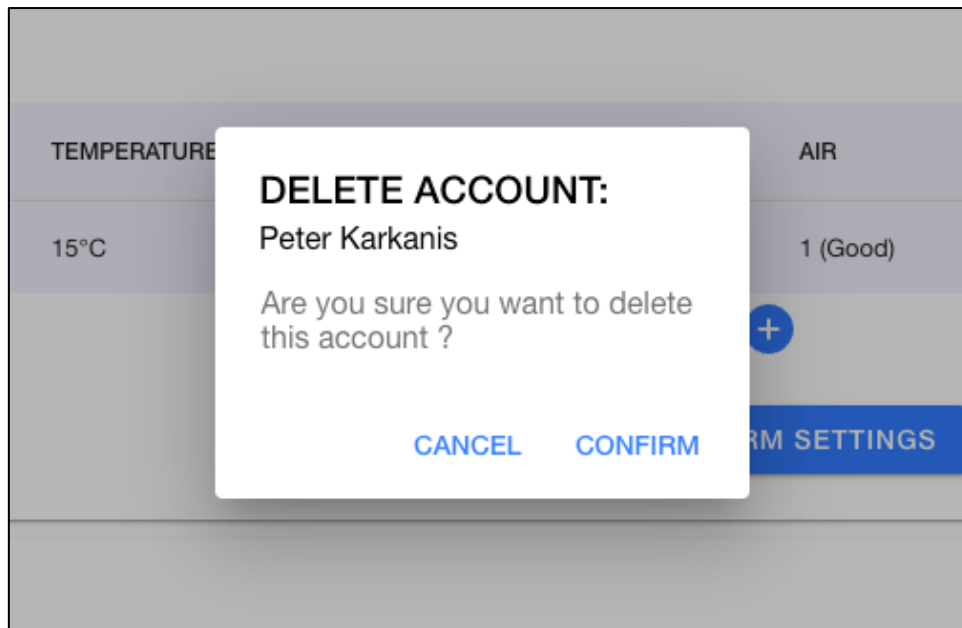 TEMPERATURE
AIR
DELETE ACCOUNT:
Peter Karkanis
15°C
1 (Good)
Are you sure you want to delete
this account ?
CANCEL CONFIRM
SETTINGS